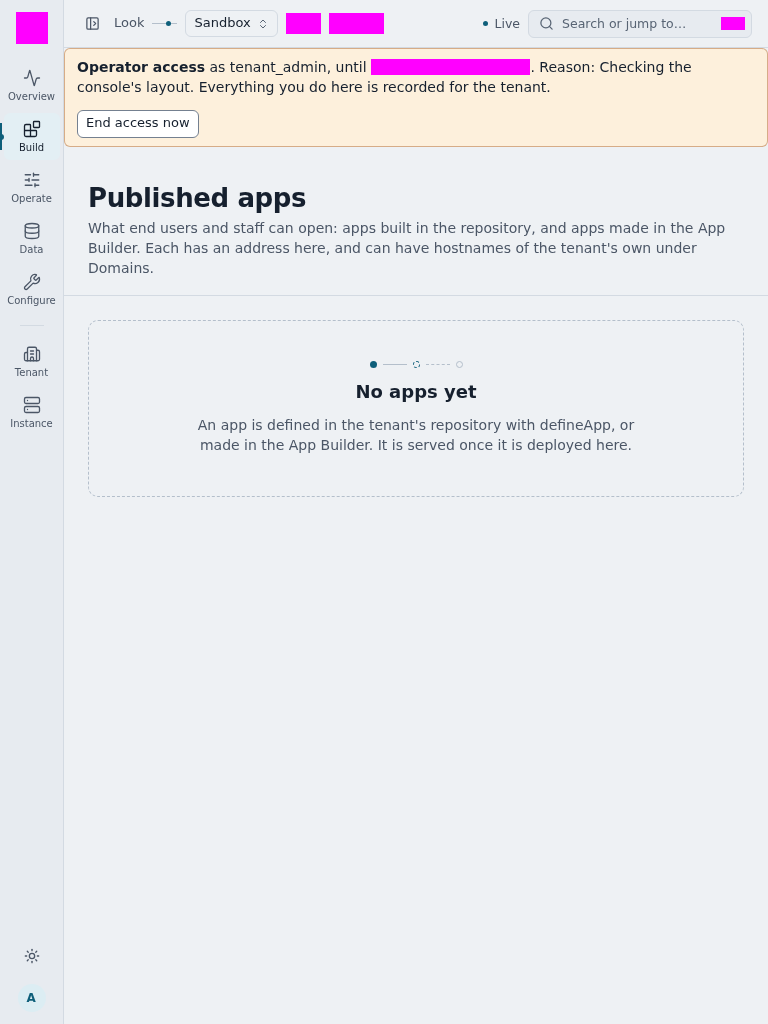 Look
Sandbox
Live
Search or jump to...
Overview
Build
Operate
Data
Configure
Tenant
Instance
Operator access as tenant_admin, until . Reason: Checking the
console's layout. Everything you do here is recorded for the tenant.
End access now
Published apps
What end users and staff can open: apps built in the repository, and apps made in the App
Builder. Each has an address here, and can have hostnames of the tenant's own under
Domains.
No apps yet
An app is defined in the tenant's repository with defineApp, or
made in the App Builder. It is served once it is deployed here.
A